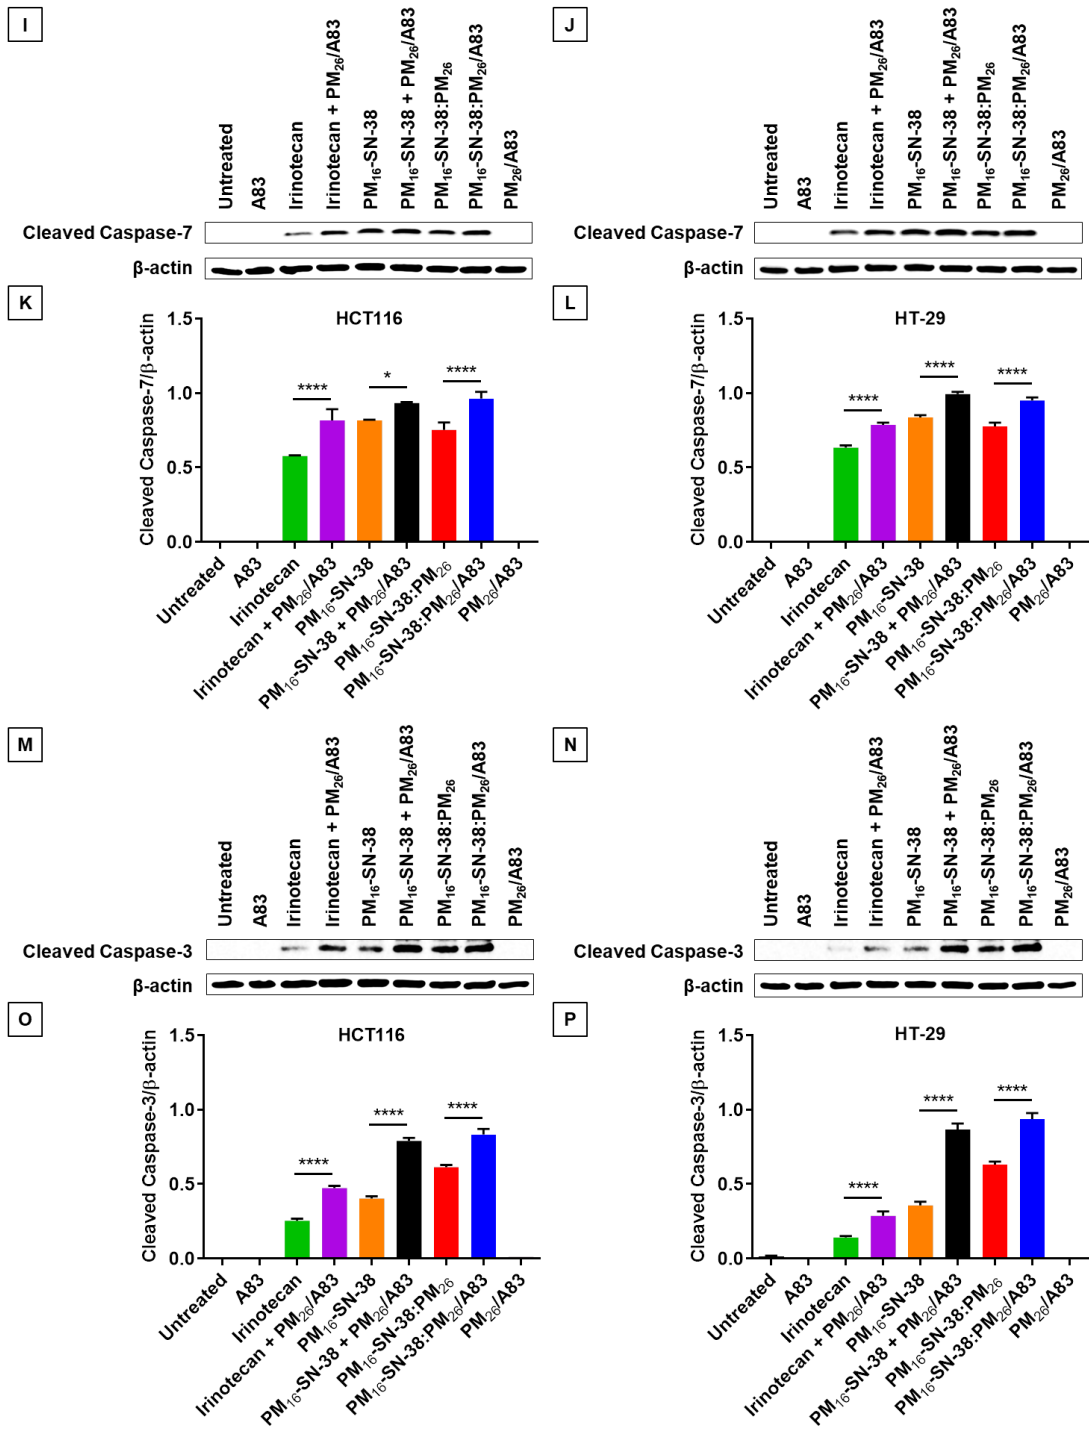 I
Untreated
A83
Irinotecan
Irinotecan + PM26/A83
PM16-SN-38
PM16-SN-38 + PM26/A83
PM16-SN-38:PM26
PM16-SN-38:PM26/A83
PM26/A83
Cleaved Caspase-7
β-actin
J
Untreated
A83
Irinotecan
Irinotecan + PM26/A83
PM16-SN-38
PM16-SN-38 + PM26/A83
PM16-SN-38:PM26
PM16-SN-38:PM26/A83
PM26/A83
Cleaved Caspase-7
β-actin
K
HCT116
Cleaved Caspase-7/β-actin
1.5
1.0
0.5
0.0
****
*
****
Untreated
A83
Irinotecan
Irinotecan + PM26/A83
PM16-SN-38
PM16-SN-38 + PM26/A83
PM16-SN-38:PM26
PM16-SN-38:PM26/A83
PM26/A83
L
HT-29
Cleaved Caspase-7/β-actin
1.5
1.0
0.5
0.0
****
****
****
Untreated
A83
Irinotecan
Irinotecan + PM26/A83
PM16-SN-38
PM16-SN-38 + PM26/A83
PM16-SN-38:PM26
PM16-SN-38:PM26/A83
PM26/A83
M
Untreated
A83
Irinotecan
Irinotecan + PM26/A83
PM16-SN-38
PM16-SN-38 + PM26/A83
PM16-SN-38:PM26
PM16-SN-38:PM26/A83
PM26/A83
Cleaved Caspase-3
β-actin
N
Untreated
A83
Irinotecan
Irinotecan + PM26/A83
PM16-SN-38
PM16-SN-38 + PM26/A83
PM16-SN-38:PM26
PM16-SN-38:PM26/A83
PM26/A83
Cleaved Caspase-3
β-actin
O
HCT116
Cleaved Caspase-3/β-actin
1.5
1.0
0.5
0.0
****
****
****
Untreated
A83
Irinotecan
Irinotecan + PM26/A83
PM16-SN-38
PM16-SN-38 + PM26/A83
PM16-SN-38:PM26
PM16-SN-38:PM26/A83
PM26/A83
P
HT-29
Cleaved Caspase-3/β-actin
1.5
1.0
0.5
0.0
****
****
****
Untreated
A83
Irinotecan
Irinotecan + PM26/A83
PM16-SN-38
PM16-SN-38 + PM26/A83
PM16-SN-38:PM26
PM16-SN-38:PM26/A83
PM26/A83